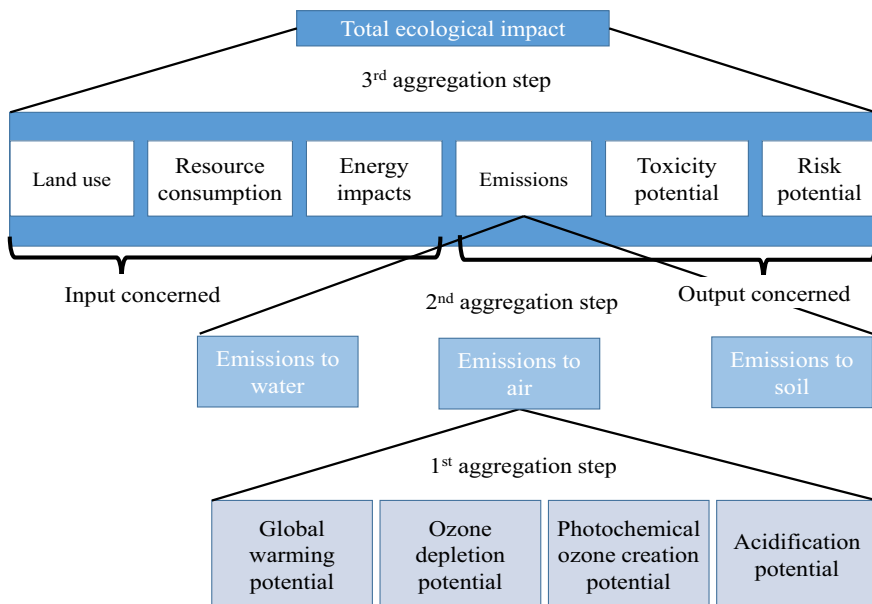 Total ecological impact
3rd aggregation step
Land use
Resource
consumption
Energy
impacts
Emissions
Toxicity
potential
Risk
potential
Input concerned
Output concerned
2nd aggregation step
Emissions to
water
Emissions to
air
Emissions to
soil
1st aggregation step
Global
warming
potential
Ozone
depletion
potential
Photochemical
ozone creation
potential
Acidification
potential